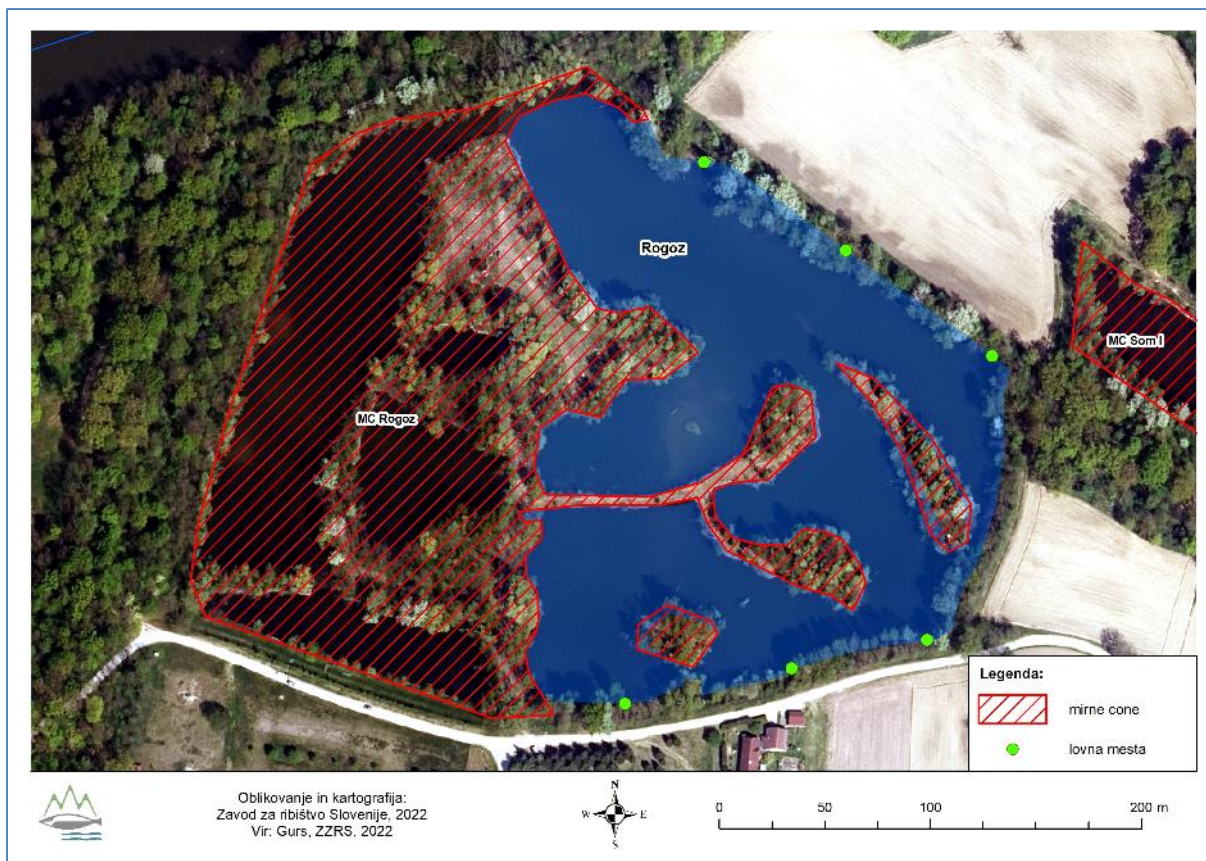 Rogoz
MC Som I
MC Rogoz
Legenda:
mirne cone
lovna mesta
Oblikovanje in kartografija:
Zavod za ribištvo Slovenije, 2022
Vir: Gurs, ZZRS, 2022
N
W E
S
0 50 100 200 m